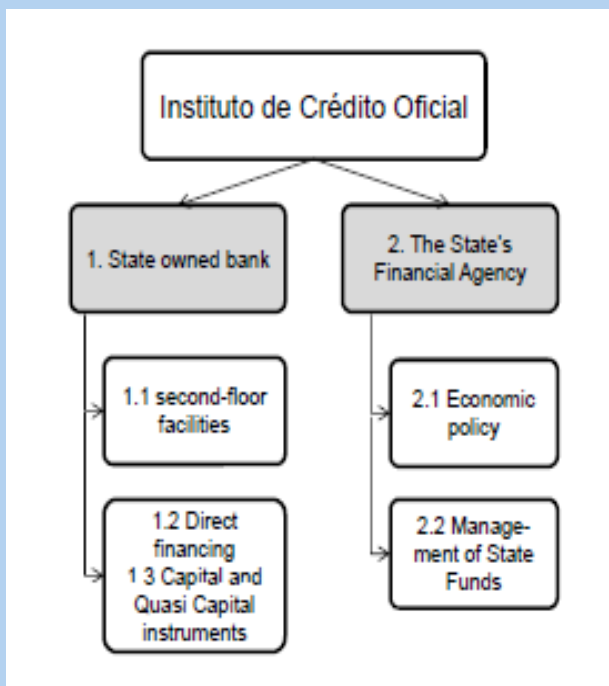 Instituto de Crédito Oficial
1. State owned bank
2. The State's
Financial Agency
1.1 second-floor
facilities
2.1 Economic
policy
1.2 Direct
financing
1 3 Capital and
Quasi Capital
instruments
2.2 Manage-
ment of State
Funds